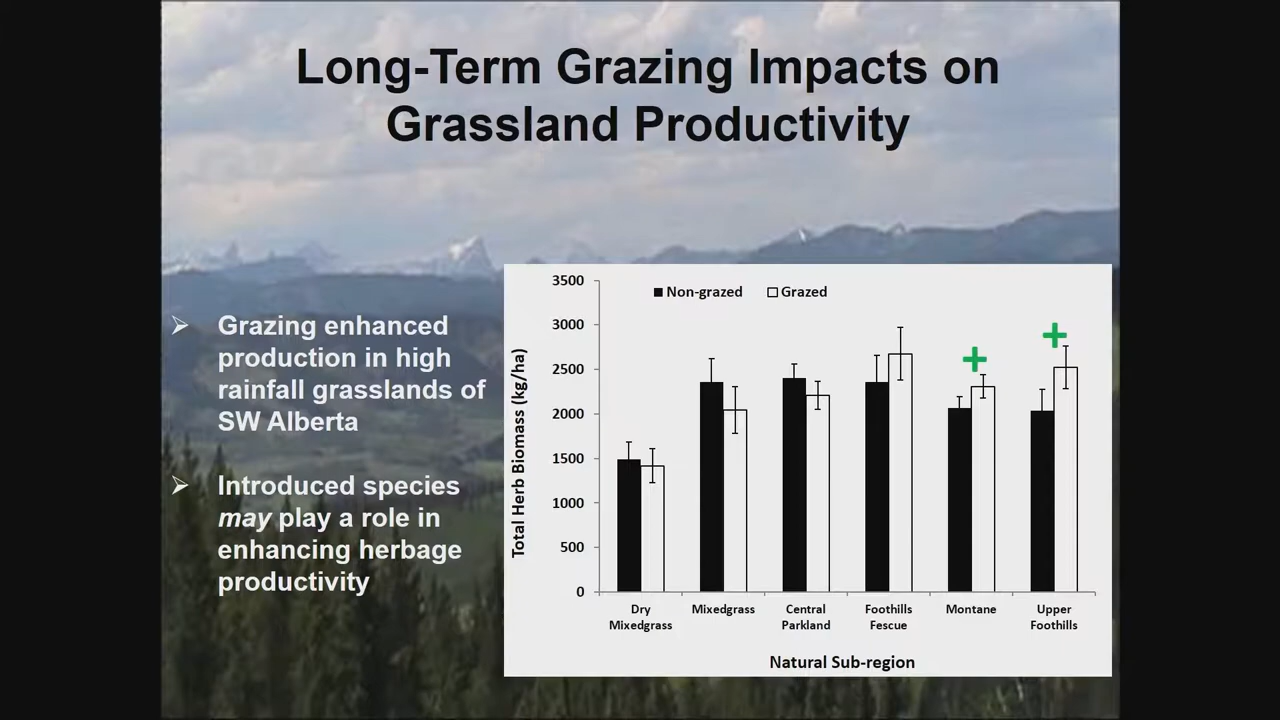 Long-Term Grazing Impacts on
Grassland Productivity
Grazing enhanced
production in high
rainfall grasslands of
SW Alberta
Introduced species
may play a role in
enhancing herbage
productivity
Total Herb Biomass (kg/ha)
3500
3000
2500
2000
1500
1000
500
0
Non-grazed Grazed
+
+
Dry
Mixedgrass
Mixedgrass
Central
Parkland
Foothills
Fescue
Montane
Upper
Foothills
Natural Sub-region